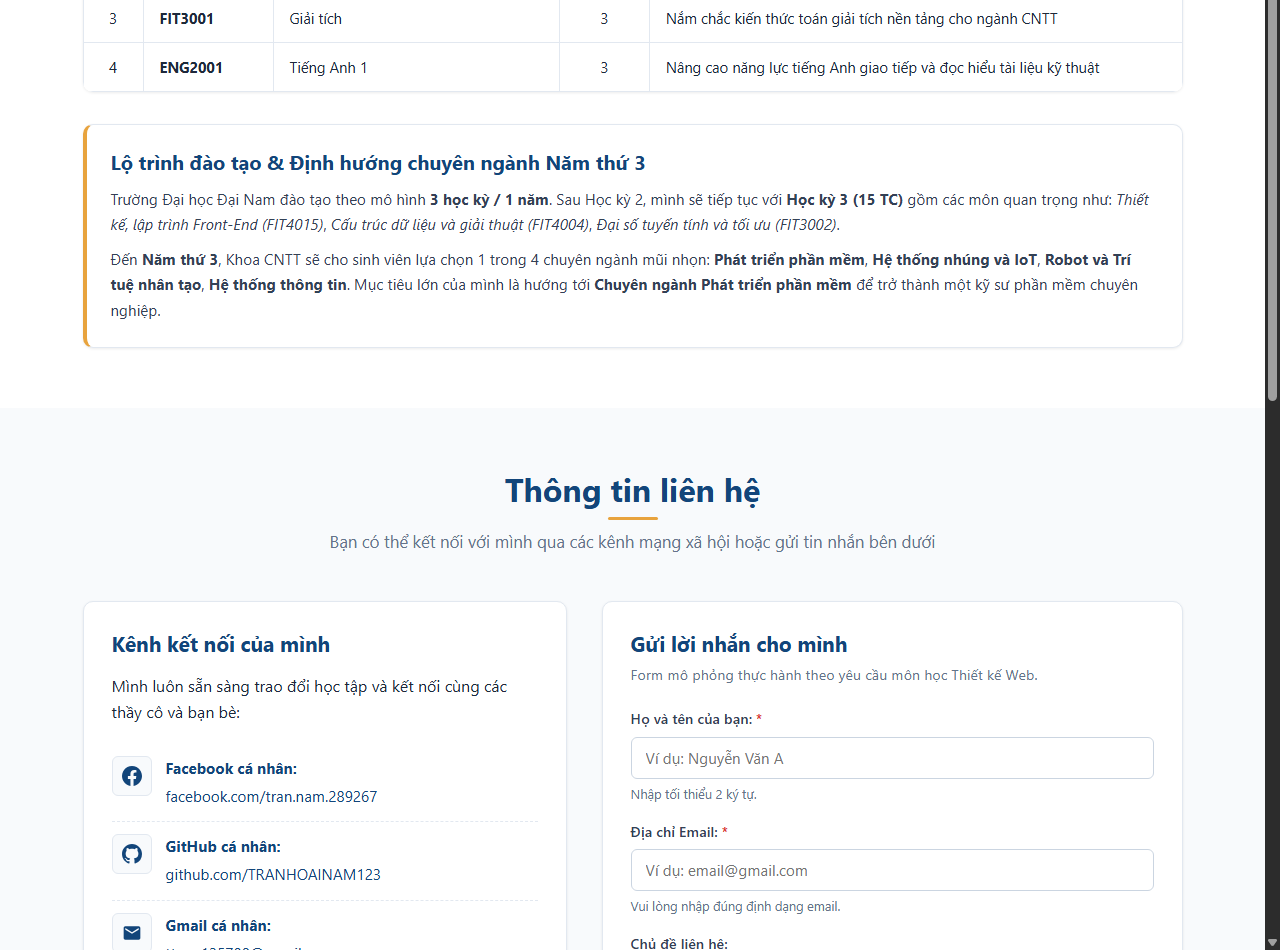 3 FIT3001 Giải tích 3 Nắm chắc kiến thức toán giải tích nền tảng cho ngành CNTT
4 ENG2001 Tiếng Anh 1 3 Nâng cao năng lực tiếng Anh giao tiếp và đọc hiểu tài liệu kỹ thuật
Lộ trình đào tạo & Định hướng chuyên ngành Năm thứ 3
Trường Đại học Đại Nam đào tạo theo mô hình 3 học kỳ / 1 năm. Sau Học kỳ 2, mình sẽ tiếp tục với Học kỳ 3 (15 TC) gồm các môn quan trọng như: Thiết
kế, lập trình Front-End (FIT4015), Cấu trúc dữ liệu và giải thuật (FIT4004), Đại số tuyến tính và tối ưu (FIT3002).
Đến Năm thứ 3, Khoa CNTT sẽ cho sinh viên lựa chọn 1 trong 4 chuyên ngành mũi nhọn: Phát triển phần mềm, Hệ thống nhúng và IoT, Robot và Trí
tuệ nhân tạo, Hệ thống thông tin. Mục tiêu lớn của mình là hướng tới Chuyên ngành Phát triển phần mềm để trở thành một kỹ sư phần mềm chuyên
nghiệp.
Thông tin liên hệ
Bạn có thể kết nối với mình qua các kênh mạng xã hội hoặc gửi tin nhắn bên dưới
Kênh kết nối của mình
Mình luôn sẵn sàng trao đổi học tập và kết nối cùng các
thầy cô và bạn bè:
Facebook cá nhân:
facebook.com/tran.nam.289267
GitHub cá nhân:
github.com/TRANHOAINAM123
Gmail cá nhân:
Gửi lời nhắn cho mình
Form mô phỏng thực hành theo yêu cầu môn học Thiết kế Web.
Họ và tên của bạn: *
Ví dụ: Nguyễn Văn A
Nhập tối thiểu 2 ký tự.
Địa chỉ Email: *
Ví dụ: email@gmail.com
Vui lòng nhập đúng định dạng email.
Chủ đề liên hệ: